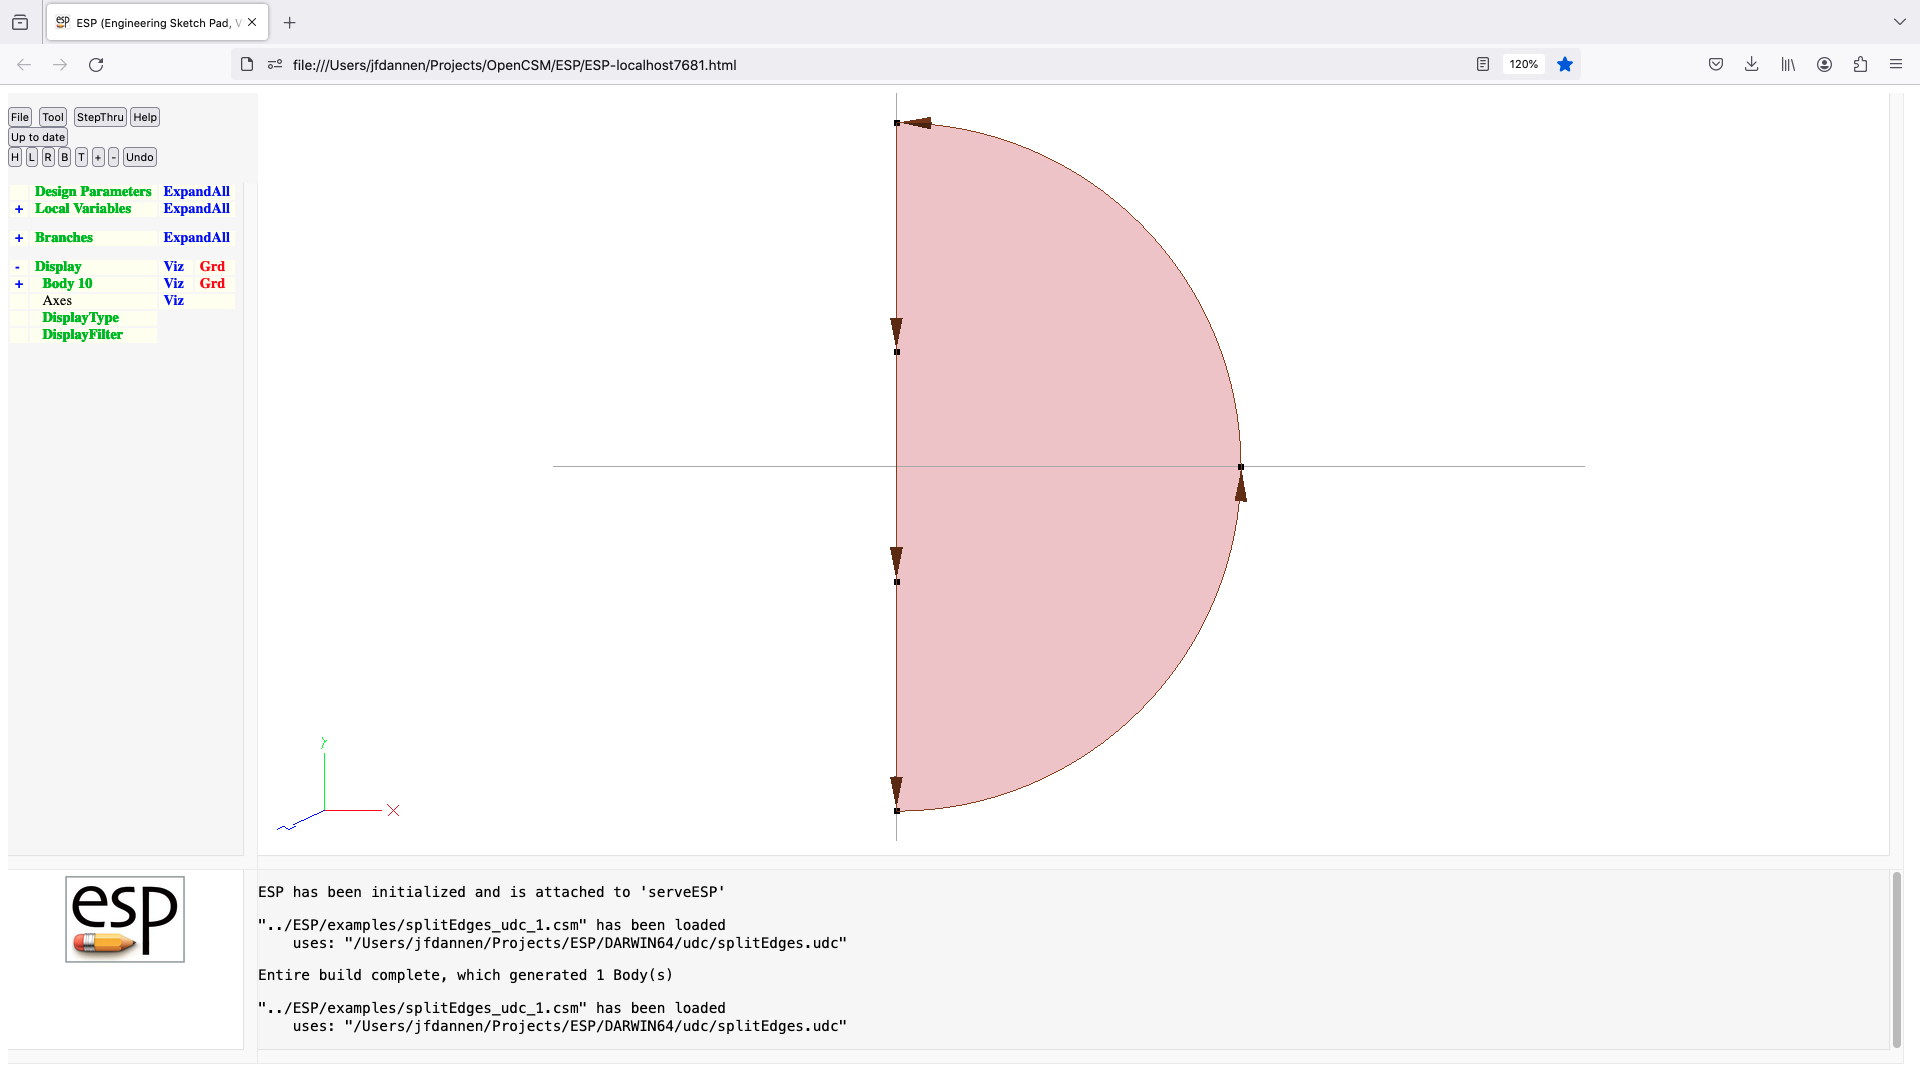 ESP (Engineering Sketch Pad, V
file:///Users/jfdannen/Projects/OpenCSM/ESP/ESP-localhost7681.html
120%
File Tool StepThru Help
Up to date
H L R B T + - Undo
Design Parameters ExpandAll
+ Local Variables ExpandAll
+ Branches ExpandAll
- Display Viz Grd
+ Body 10 Viz Grd
Axes Viz
DisplayType
DisplayFilter
Y
X
Z
esp
ESP has been initialized and is attached to 'serveESP'
"../ESP/examples/splitEdges_udc_1.csm" has been loaded
uses: "/Users/jfdannen/Projects/ESP/DARWIN64/udc/splitEdges.udc"
Entire build complete, which generated 1 Body(s)
"../ESP/examples/splitEdges_udc_1.csm" has been loaded
uses: "/Users/jfdannen/Projects/ESP/DARWIN64/udc/splitEdges.udc"